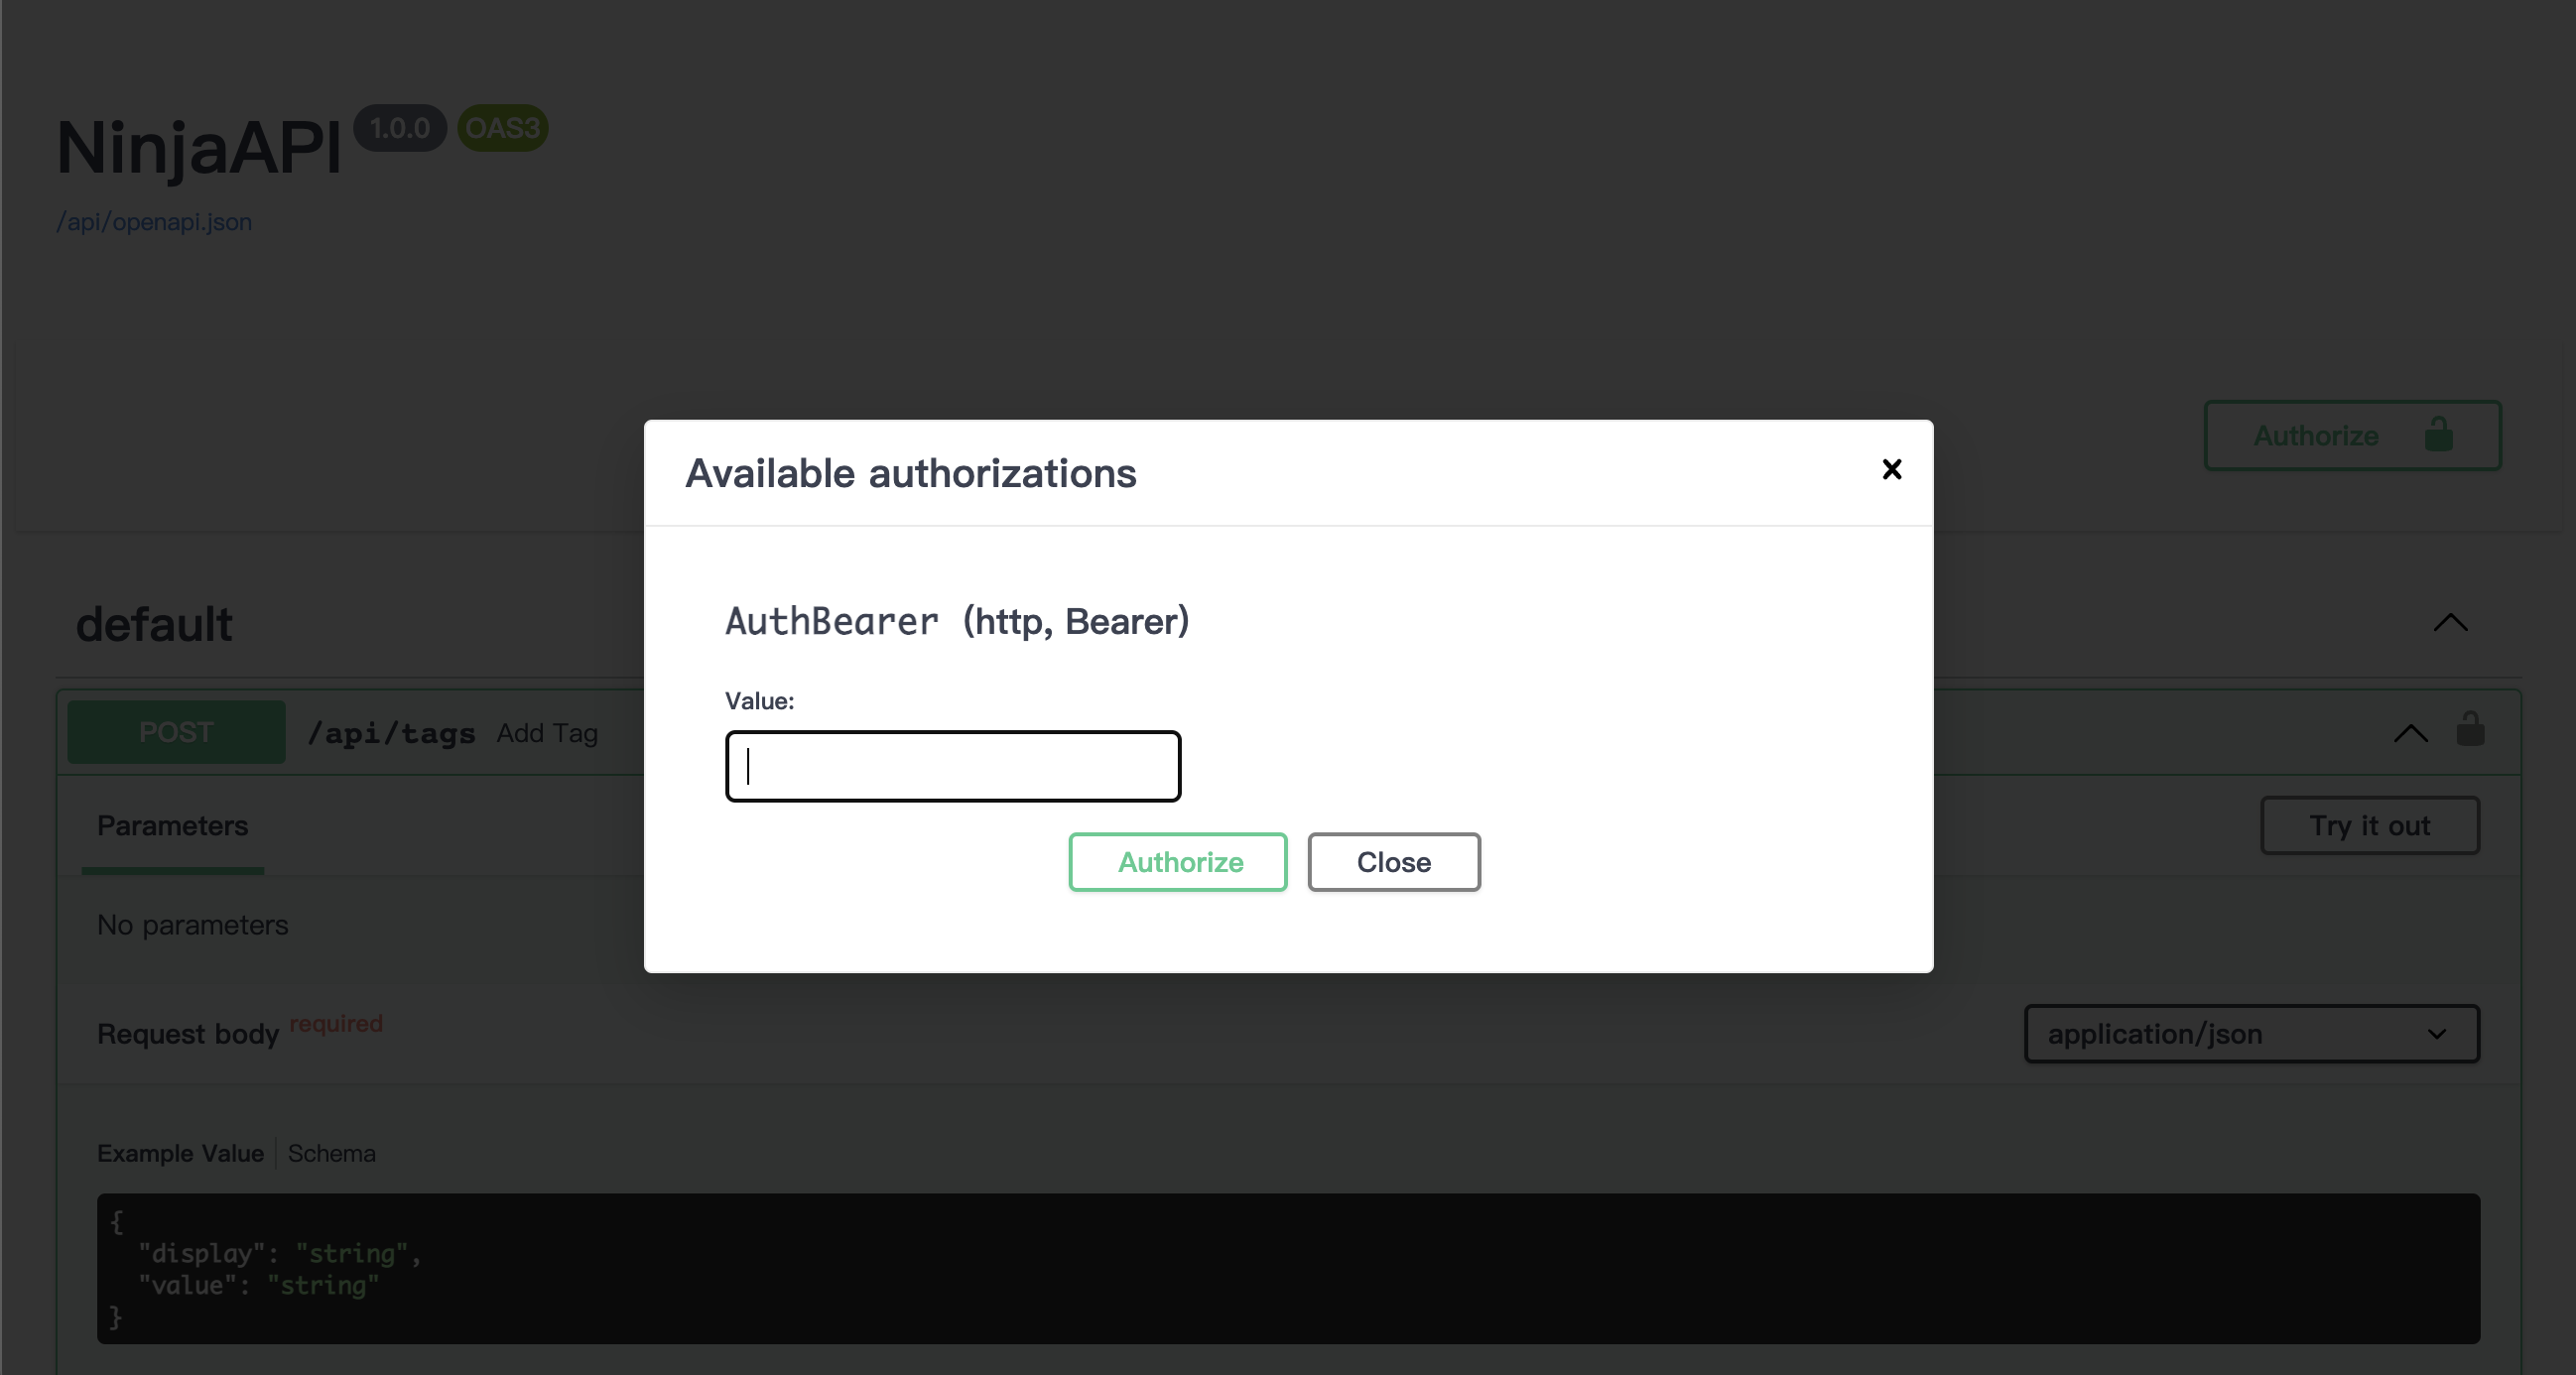 NinjaAPI 1.0.0 OAS3
/api/openapi.json
Authorize
Available authorizations
AuthBearer (http, Bearer)
Value:
Authorize Close
default
POST /api/tags Add Tag
Parameters
Try it out
No parameters
Request body required
application/json
Example Value Schema
{
"display": "string",
"value": "string"
}